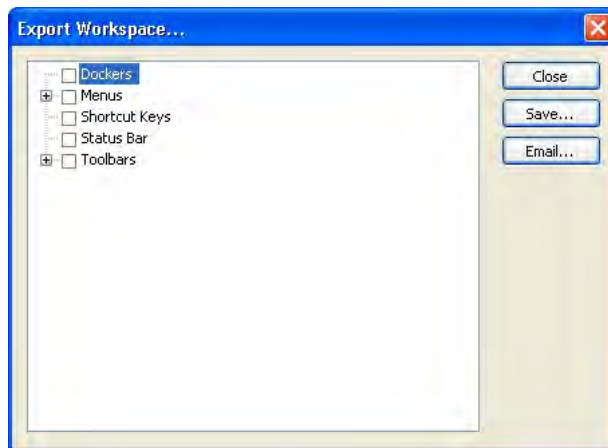 Export Workspace...
Dockers
Menus
Shortcut Keys
Status Bar
Toolbars
Close
Save...
Email...